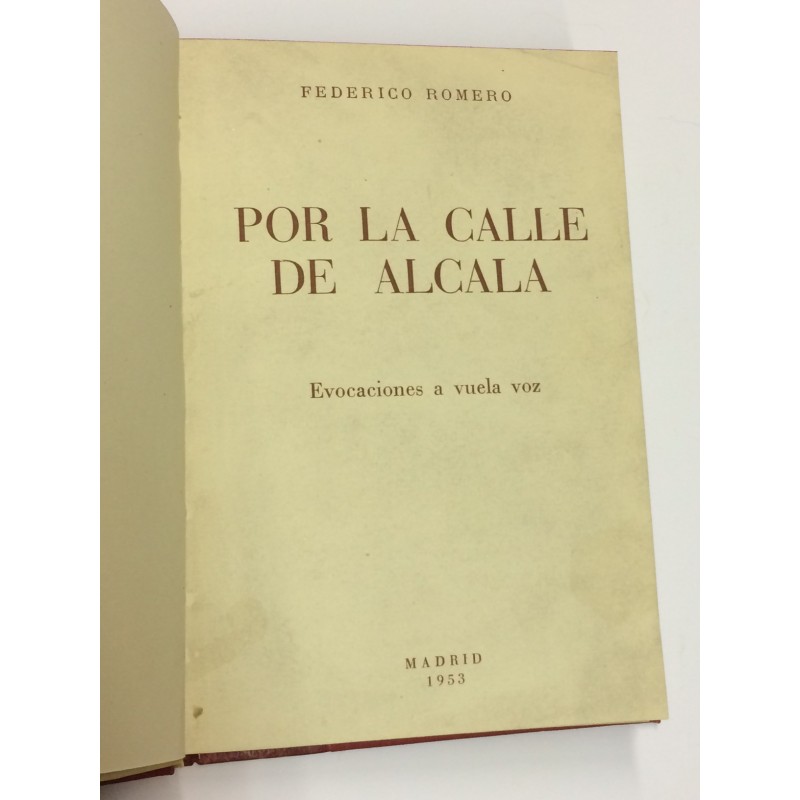 FEDERICO ROMERO
POR LA CALLE
DE ALCALA
Evocaciones a vuela voz
MADRID
1953